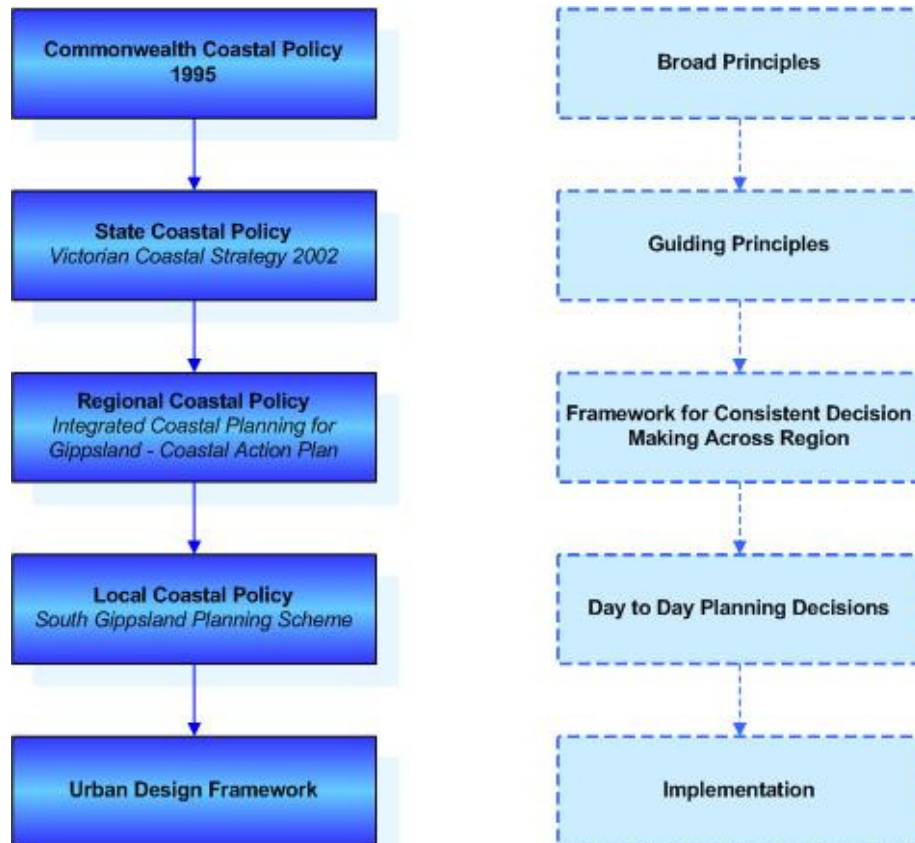 Commonwealth Coastal Policy
1995
Broad Principles
State Coastal Policy
Victorian Coastal Strategy 2002
Guiding Principles
Regional Coastal Policy
Integrated Coastal Planning for
Gippsland - Coastal Action Plan
Framework for Consistent Decision
Making Across Region
Local Coastal Policy
South Gippsland Planning Scheme
Day to Day Planning Decisions
Urban Design Framework
Implementation